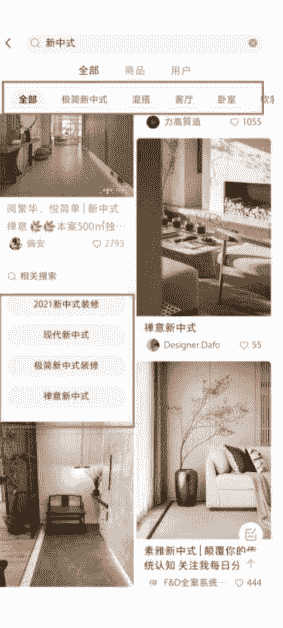 新中式
全部 商品 用户
全部 极简新中式 混搭 客厅 卧室
力高質造 1055
阅繁华、悦简单 | 新中式
禅意 本案500㎡独…
偏安 2793
相关搜索
2021新中式装修
现代新中式
极简新中式装修
禅意新中式
禅意新中式
Designer.Dafo 55
素雅新中式 | 颠覆你的传
统认知 关注我每日分
F&D全案系统… 444